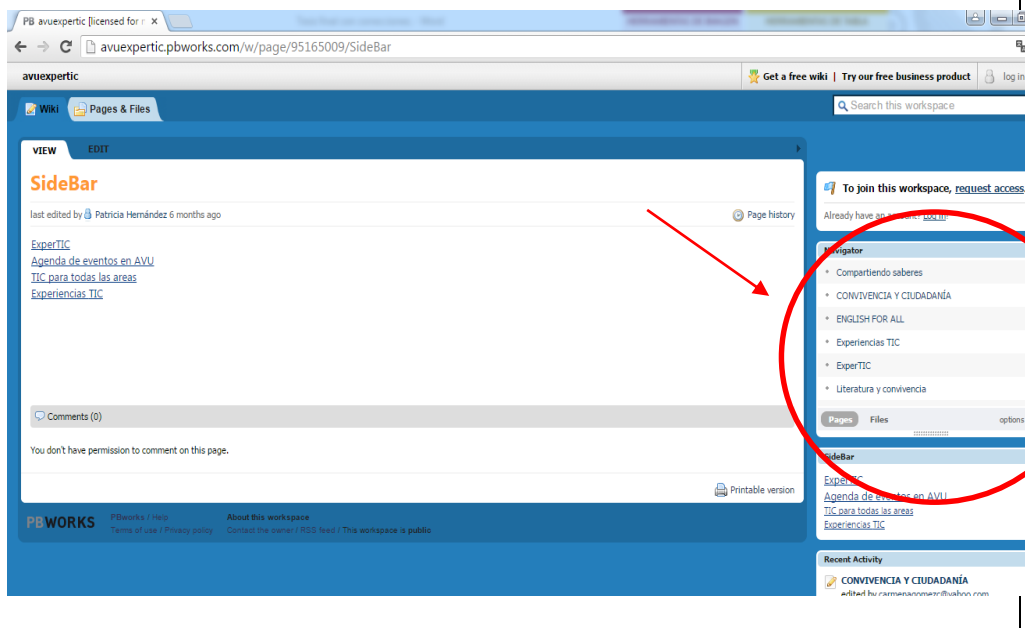 PB avuexpertic [licensed for r
avuexpertic.pbworks.com/w/page/95165009/SideBar
avuexpertic
Get a free wiki | Try our free business product log in
Wiki Pages & Files
Search this workspace
VIEW EDIT
SideBar
last edited by Patricia Hernández 6 months ago
Page history
ExperTIC
Agenda de eventos en AVU
TIC para todas las areas
Experiencias TIC
Comments (0)
You don't have permission to comment on this page.
Printable version
PBWORKS
PBworks / Help
Terms of use / Privacy policy
About this workspace
Contact the owner / RSS feed / This workspace is public
To join this workspace, request access.
Already have an account? Log in!
Navigator
Compartiendo saberes
CONVIVENCIA Y CIUDADANÍA
ENGLISH FOR ALL
Experiencias TIC
ExperTIC
Literatura y convivencia
Pages Files options
SideBar
ExperTIC
Agenda de eventos en AVU
TIC para todas las areas
Experiencias TIC
Recent Activity
CONVIVENCIA Y CIUDADANÍA
edited by carmenagomezc@yahoo.com